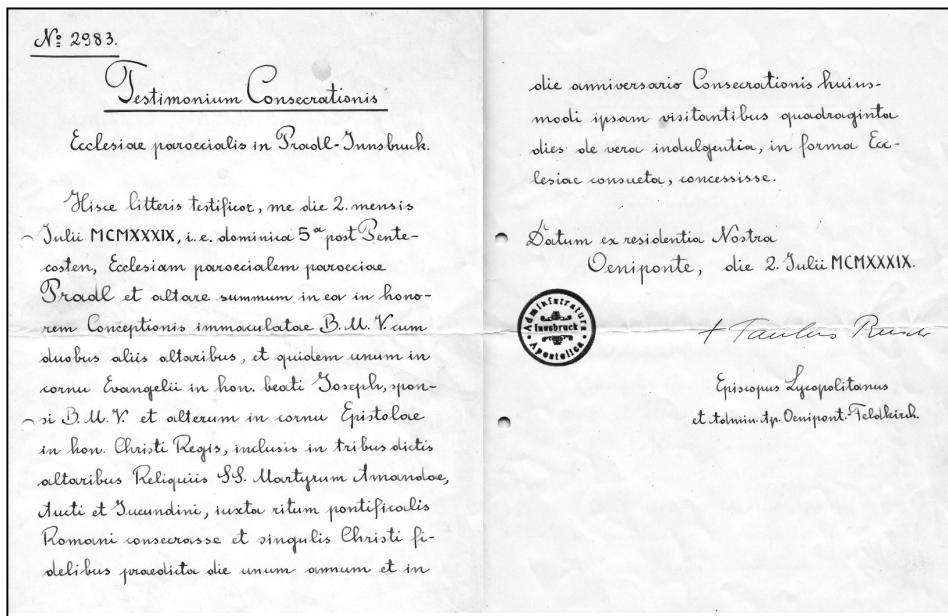 № 2983.
Testimonium Consecrationis
Ecclesiae paroecialis in Pradl-Innsbruck.
Hisce litteris testificor, me die 2. mensis
Julii MCMXXXIX, i.e. dominica 5ª post Pente-
costen, Ecclesiam paroecialem paroeciae
Pradl et altare summum in ea in hono-
rem Conceptionis immaculatae B.M.V. cum
duobus aliis altaribus, et quidem unum in
cornu Evangelii in hon. beati Joseph, spon-
si B.M.V. et alterum in cornu Epistolae
in hon. Christi Regis, inclusis in tribus dictis
altaribus Reliquiis SS. Martyrum Amandae,
Aucti et Jucundini, iuxta ritum pontificalis
Romani consecrasse et singulis Christi fi-
delibus praedicta die unum annum et in
die anniversario Consecrationis huius-
modi ipsam visitantibus quadraginta
dies de vera indulgentia, in forma Ecc-
lesiae consueta, concessisse.
Datum ex residentia Nostra
Oeniponte, die 2. Julii MCMXXXIX.
Administratura
Innsbruck
Apostolica
+ Paulus Rusch
Episcopus Lycopolitanus
et Admin. Ap. Oenipont.-Feldkirch.